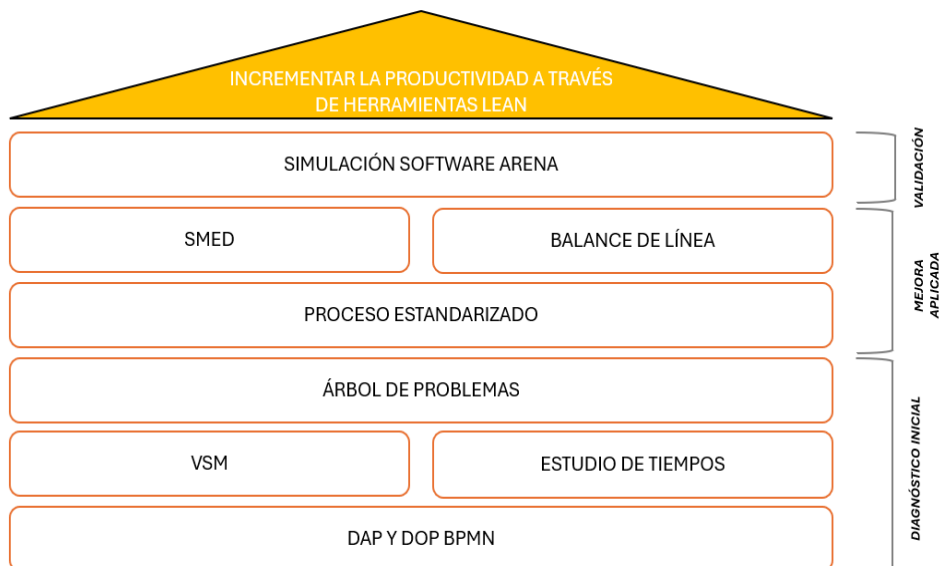 INCREMENTAR LA PRODUCTIVIDAD A TRAVÉS
DE HERRAMIENTAS LEAN
SIMULACIÓN SOFTWARE ARENA
VALIDACIÓN
SMED
BALANCE DE LÍNEA
PROCESO ESTANDARIZADO
MEJORA
APLICADA
ÁRBOL DE PROBLEMAS
VSM
ESTUDIO DE TIEMPOS
DAP Y DOP BPMN
DIAGNÓSTICO INICIAL